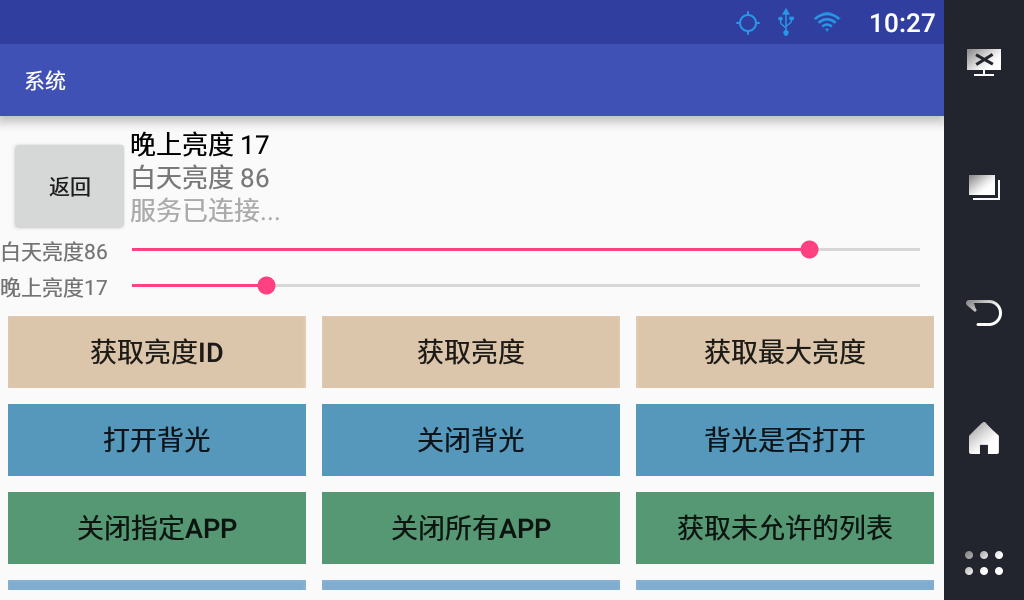 10:27
系统
返回
晚上亮度 17
白天亮度 86
服务已连接...
白天亮度86
晚上亮度17
获取亮度ID
获取亮度
获取最大亮度
打开背光
关闭背光
背光是否打开
关闭指定APP
关闭所有APP
获取未允许的列表